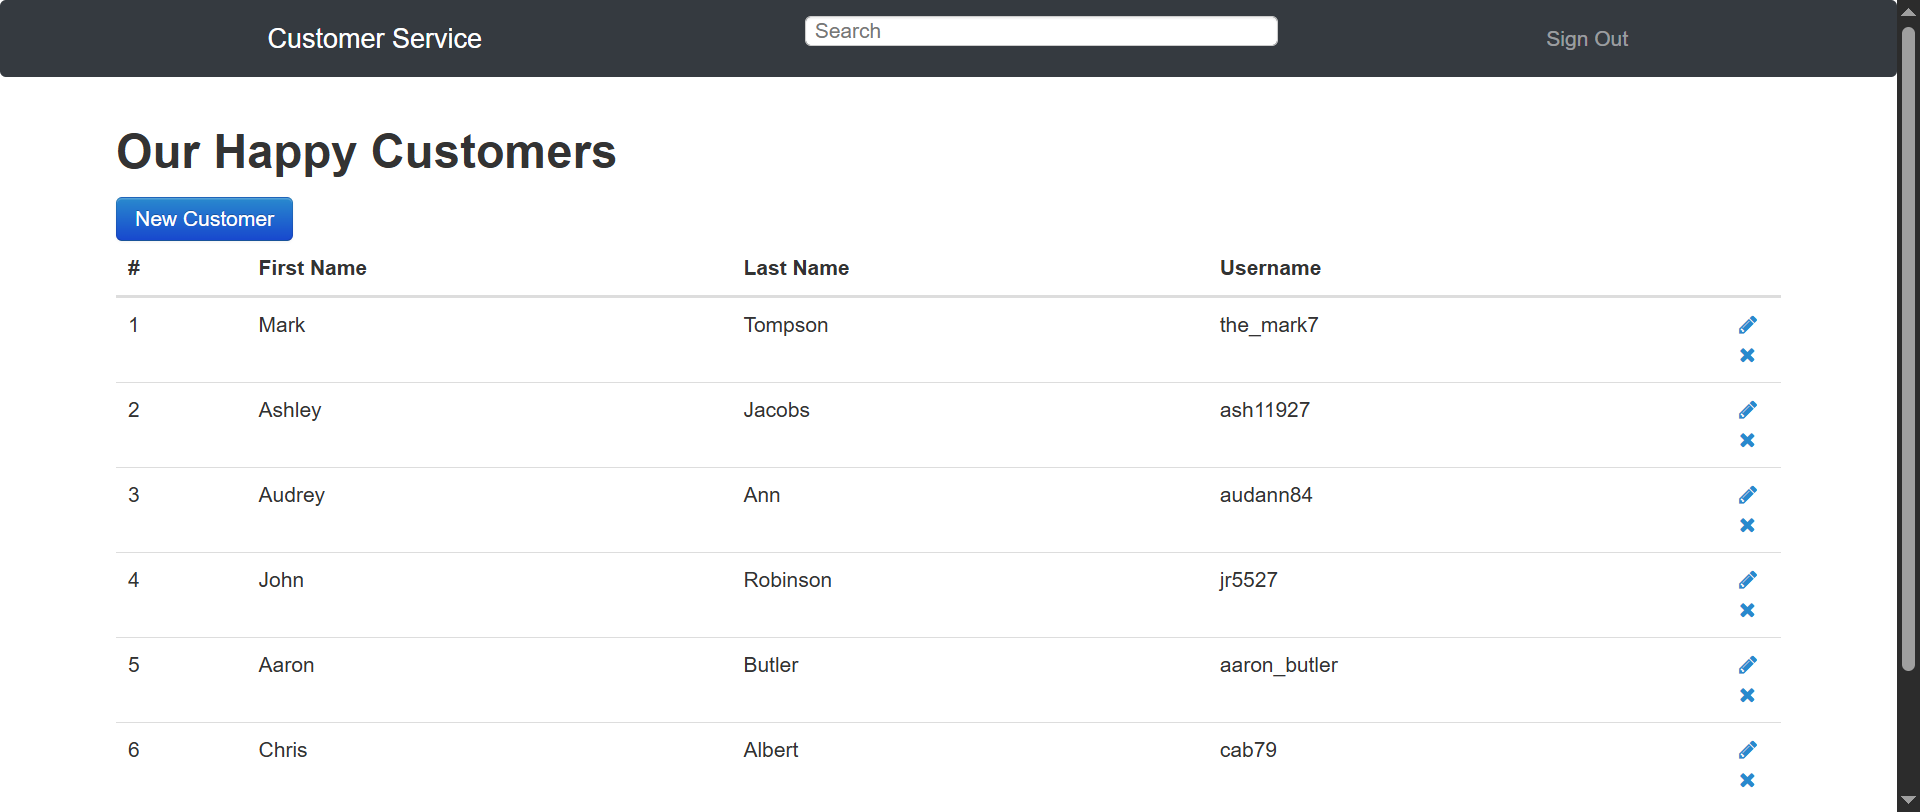 Customer Service Search Sign Out
Our Happy Customers
New Customer
# First Name Last Name Username
1 Mark Tompson the_mark7
2 Ashley Jacobs ash11927
3 Audrey Ann audann84
4 John Robinson jr5527
5 Aaron Butler aaron_butler
6 Chris Albert cab79